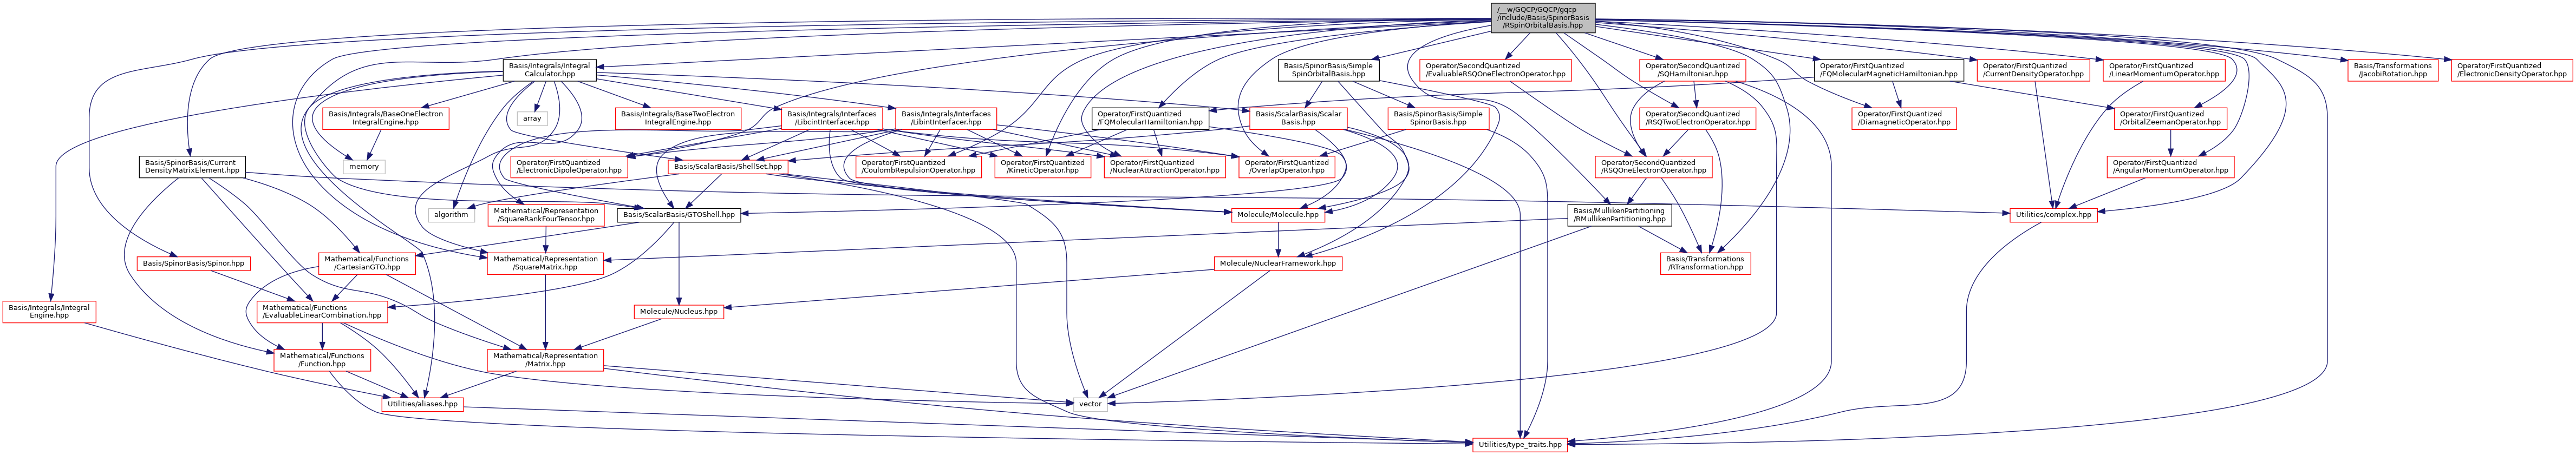 /__w/GQCP/GQCP/gqcp
/include/Basis/SpinorBasis
/RSpinOrbitalBasis.hpp
Basis/Integrals/Integral
Calculator.hpp
Basis/SpinorBasis/Simple
SpinOrbitalBasis.hpp
Operator/SecondQuantized
/EvaluableRSQOneElectronOperator.hpp
Operator/SecondQuantized
/SQHamiltonian.hpp
Operator/FirstQuantized
/FQMolecularMagneticHamiltonian.hpp
Operator/FirstQuantized
/CurrentDensityOperator.hpp
Operator/FirstQuantized
/LinearMomentumOperator.hpp
Basis/Transformations
/JacobiRotation.hpp
Operator/FirstQuantized
/ElectronicDensityOperator.hpp
Basis/Integrals/BaseOneElectron
IntegralEngine.hpp
array
Basis/Integrals/BaseTwoElectron
IntegralEngine.hpp
Basis/Integrals/Interfaces
/LibcintInterfacer.hpp
Basis/Integrals/Interfaces
/LibintInterfacer.hpp
Operator/FirstQuantized
/FQMolecularHamiltonian.hpp
Basis/ScalarBasis/Scalar
Basis.hpp
Basis/SpinorBasis/Simple
SpinorBasis.hpp
Operator/SecondQuantized
/RSQTwoElectronOperator.hpp
Operator/FirstQuantized
/DiamagneticOperator.hpp
Operator/FirstQuantized
/OrbitalZeemanOperator.hpp
Basis/SpinorBasis/Current
DensityMatrixElement.hpp
memory
Operator/FirstQuantized
/ElectronicDipoleOperator.hpp
Basis/ScalarBasis/ShellSet.hpp
Operator/FirstQuantized
/CoulombRepulsionOperator.hpp
Operator/FirstQuantized
/KineticOperator.hpp
Operator/FirstQuantized
/NuclearAttractionOperator.hpp
Operator/FirstQuantized
/OverlapOperator.hpp
Operator/SecondQuantized
/RSQOneElectronOperator.hpp
Operator/FirstQuantized
/AngularMomentumOperator.hpp
algorithm
Mathematical/Representation
/SquareRankFourTensor.hpp
Basis/ScalarBasis/GTOShell.hpp
Molecule/Molecule.hpp
Basis/MullikenPartitioning
/RMullikenPartitioning.hpp
Utilities/complex.hpp
Basis/SpinorBasis/Spinor.hpp
Mathematical/Functions
/CartesianGTO.hpp
Mathematical/Representation
/SquareMatrix.hpp
Molecule/NuclearFramework.hpp
Basis/Transformations
/RTransformation.hpp
Basis/Integrals/Integral
Engine.hpp
Mathematical/Functions
/EvaluableLinearCombination.hpp
Molecule/Nucleus.hpp
Mathematical/Functions
/Function.hpp
Mathematical/Representation
/Matrix.hpp
Utilities/aliases.hpp
vector
Utilities/type_traits.hpp